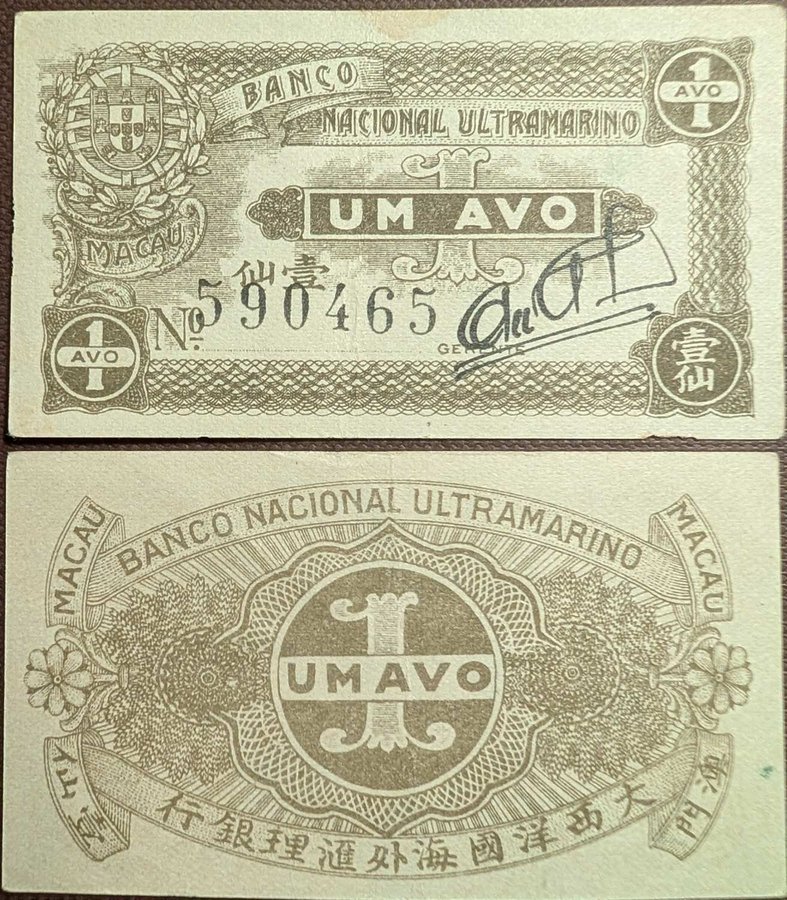 BANCO
NACIONAL ULTRAMARINO
1
AVO
1
UM AVO
MACAU
仙壹
No. 590465
GERENTE
1
AVO
壹仙
BANCO NACIONAL ULTRAMARINO
MACAU
MACAU
1
UM AVO
壹仙
澳門
大西洋國海外滙理銀行